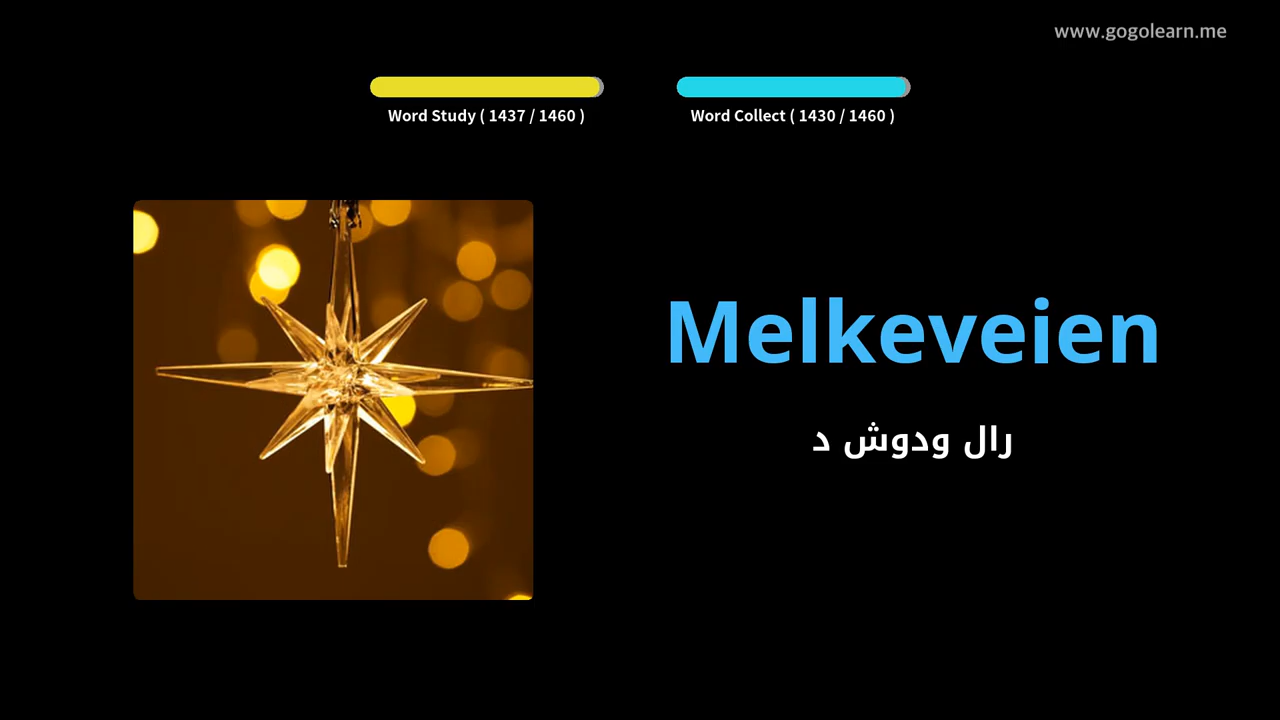 www.gogolearn.me
Word Study ( 1437 / 1460 )
Word Collect ( 1430 / 1460 )
Melkeveien
رال ودوش د